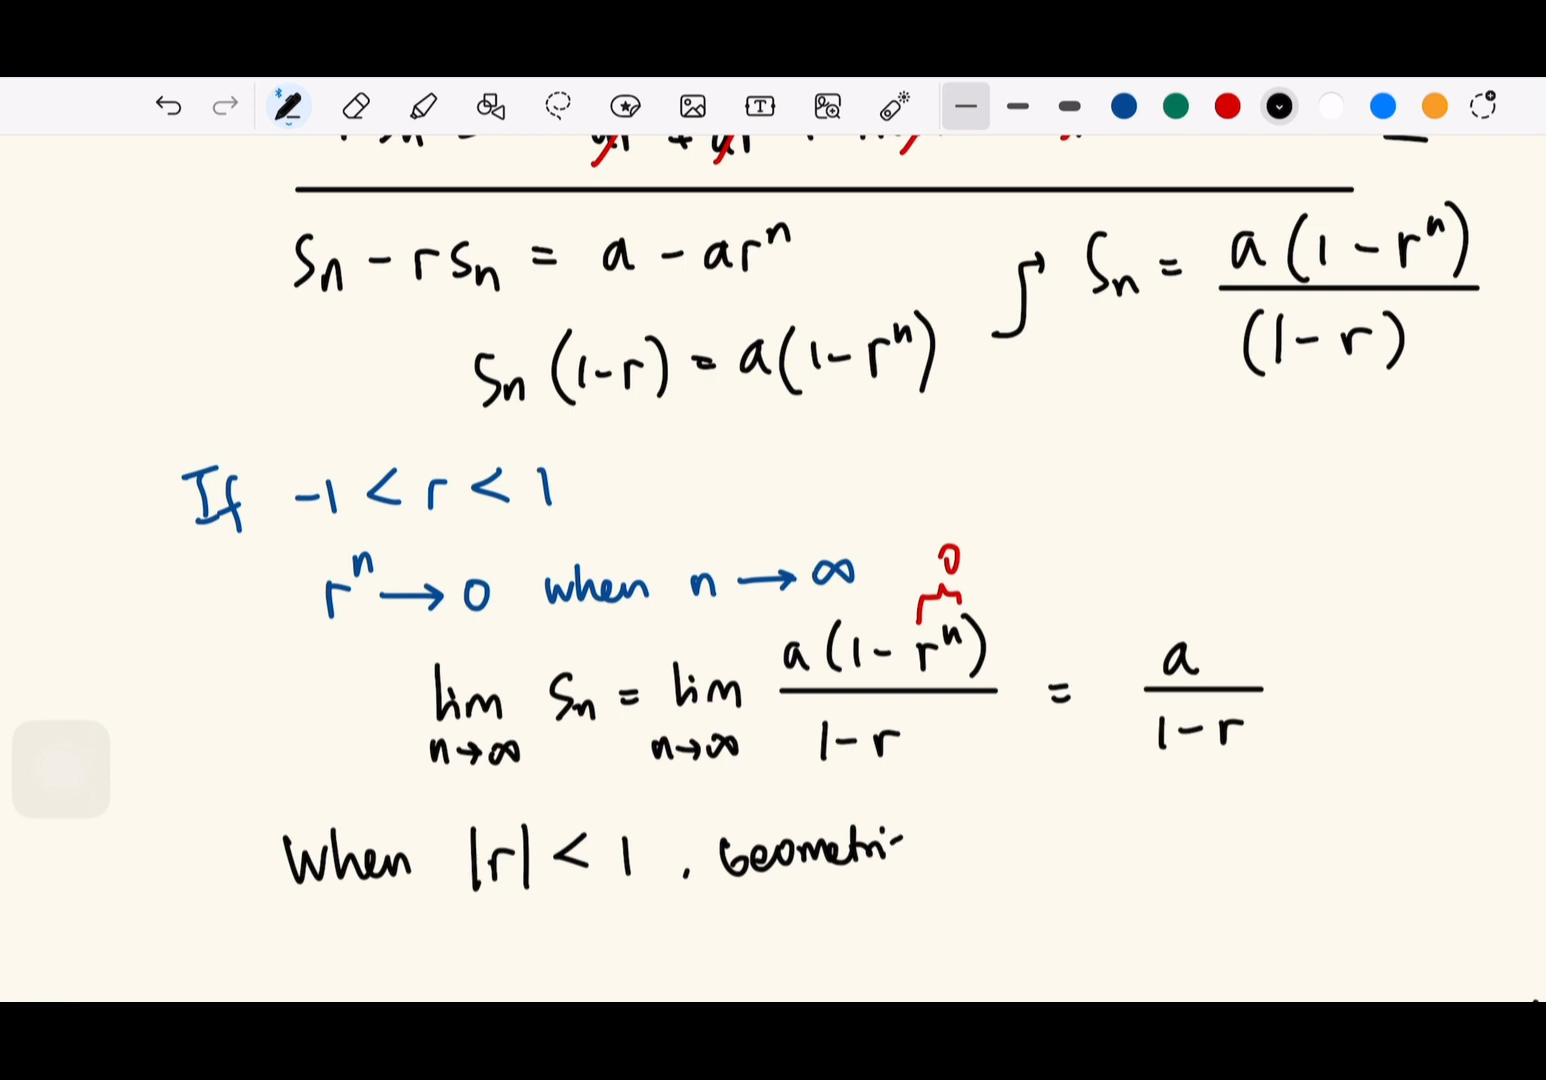 Sn - rSn = a - ar^n
Sn (1-r) = a(1-r^n)
Sn = a(1-r^n) / (1-r)
If -1 < r < 1
r^n → 0 when n → ∞
0
lim n→∞ Sn = lim n→∞ a(1-r^n) / 1-r = a / 1-r
When |r| < 1 . Geometri